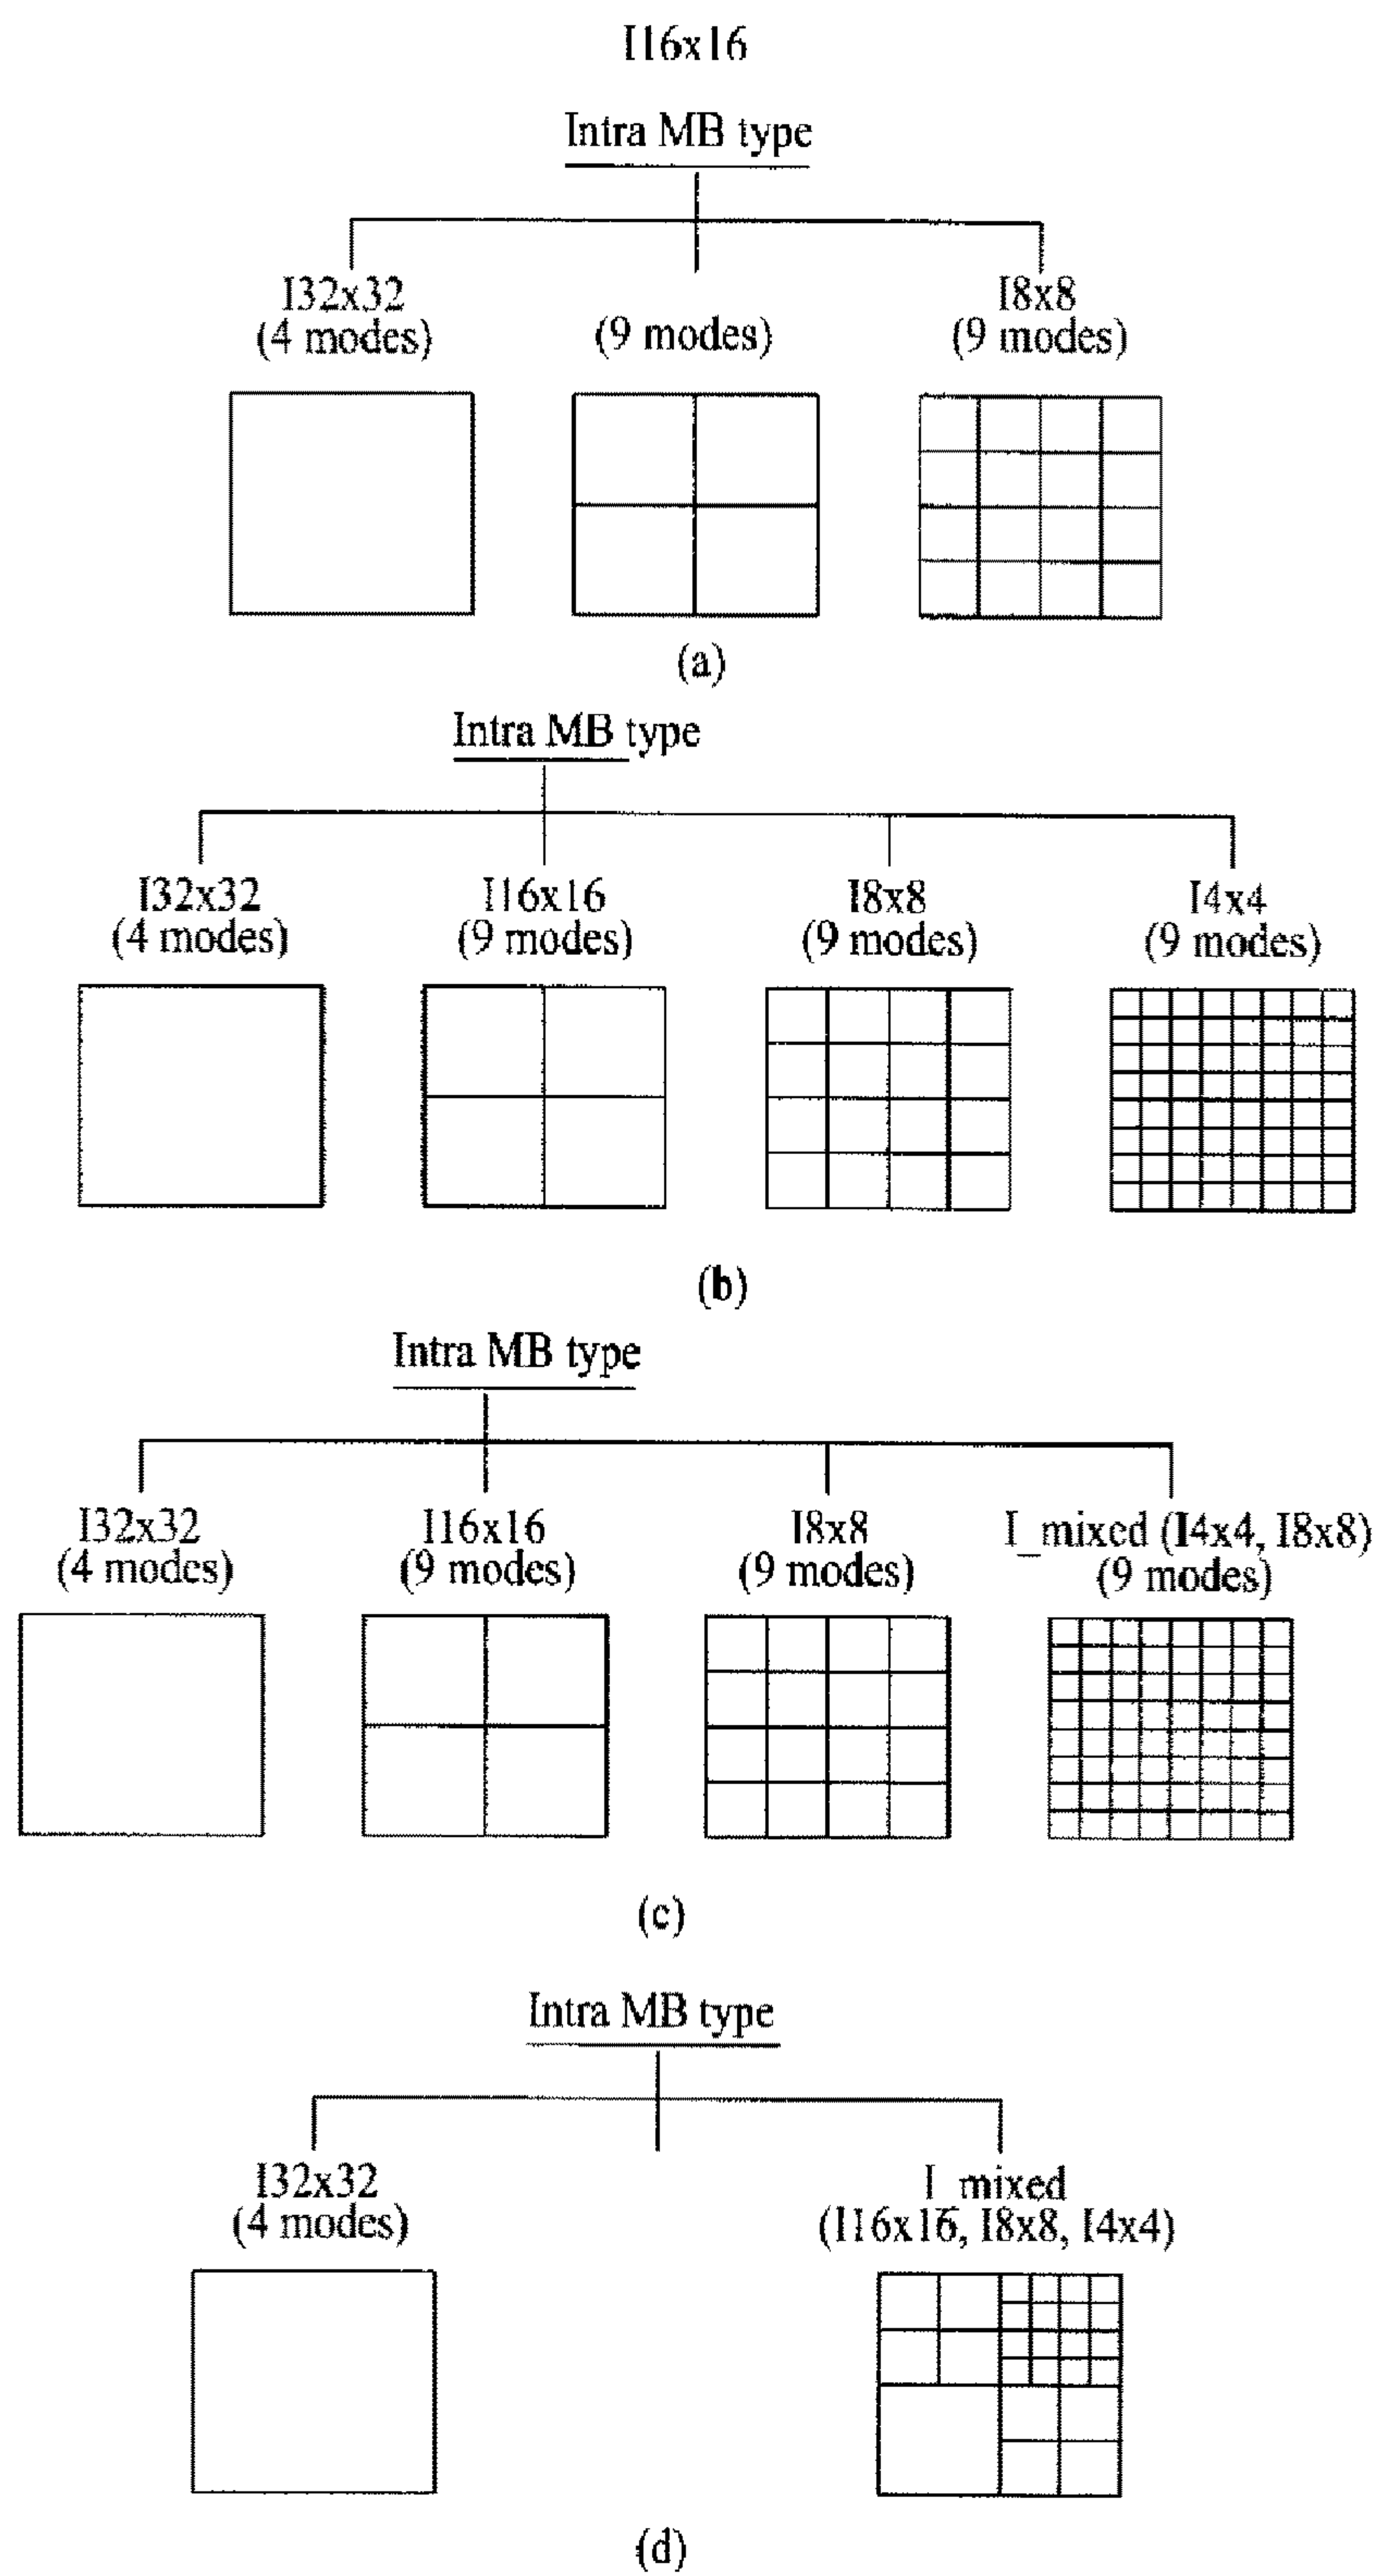 I16x16
Intra MB type
I32x32
(4 modes)
(9 modes)
I8x8
(9 modes)
(a)
Intra MB type
I32x32
(4 modes)
I16x16
(9 modes)
I8x8
(9 modes)
I4x4
(9 modes)
(b)
Intra MB type
I32x32
(4 modes)
I16x16
(9 modes)
I8x8
(9 modes)
I_mixed (I4x4, I8x8)
(9 modes)
(c)
Intra MB type
I32x32
(4 modes)
I_mixed
(I16x16, I8x8, I4x4)
(d)